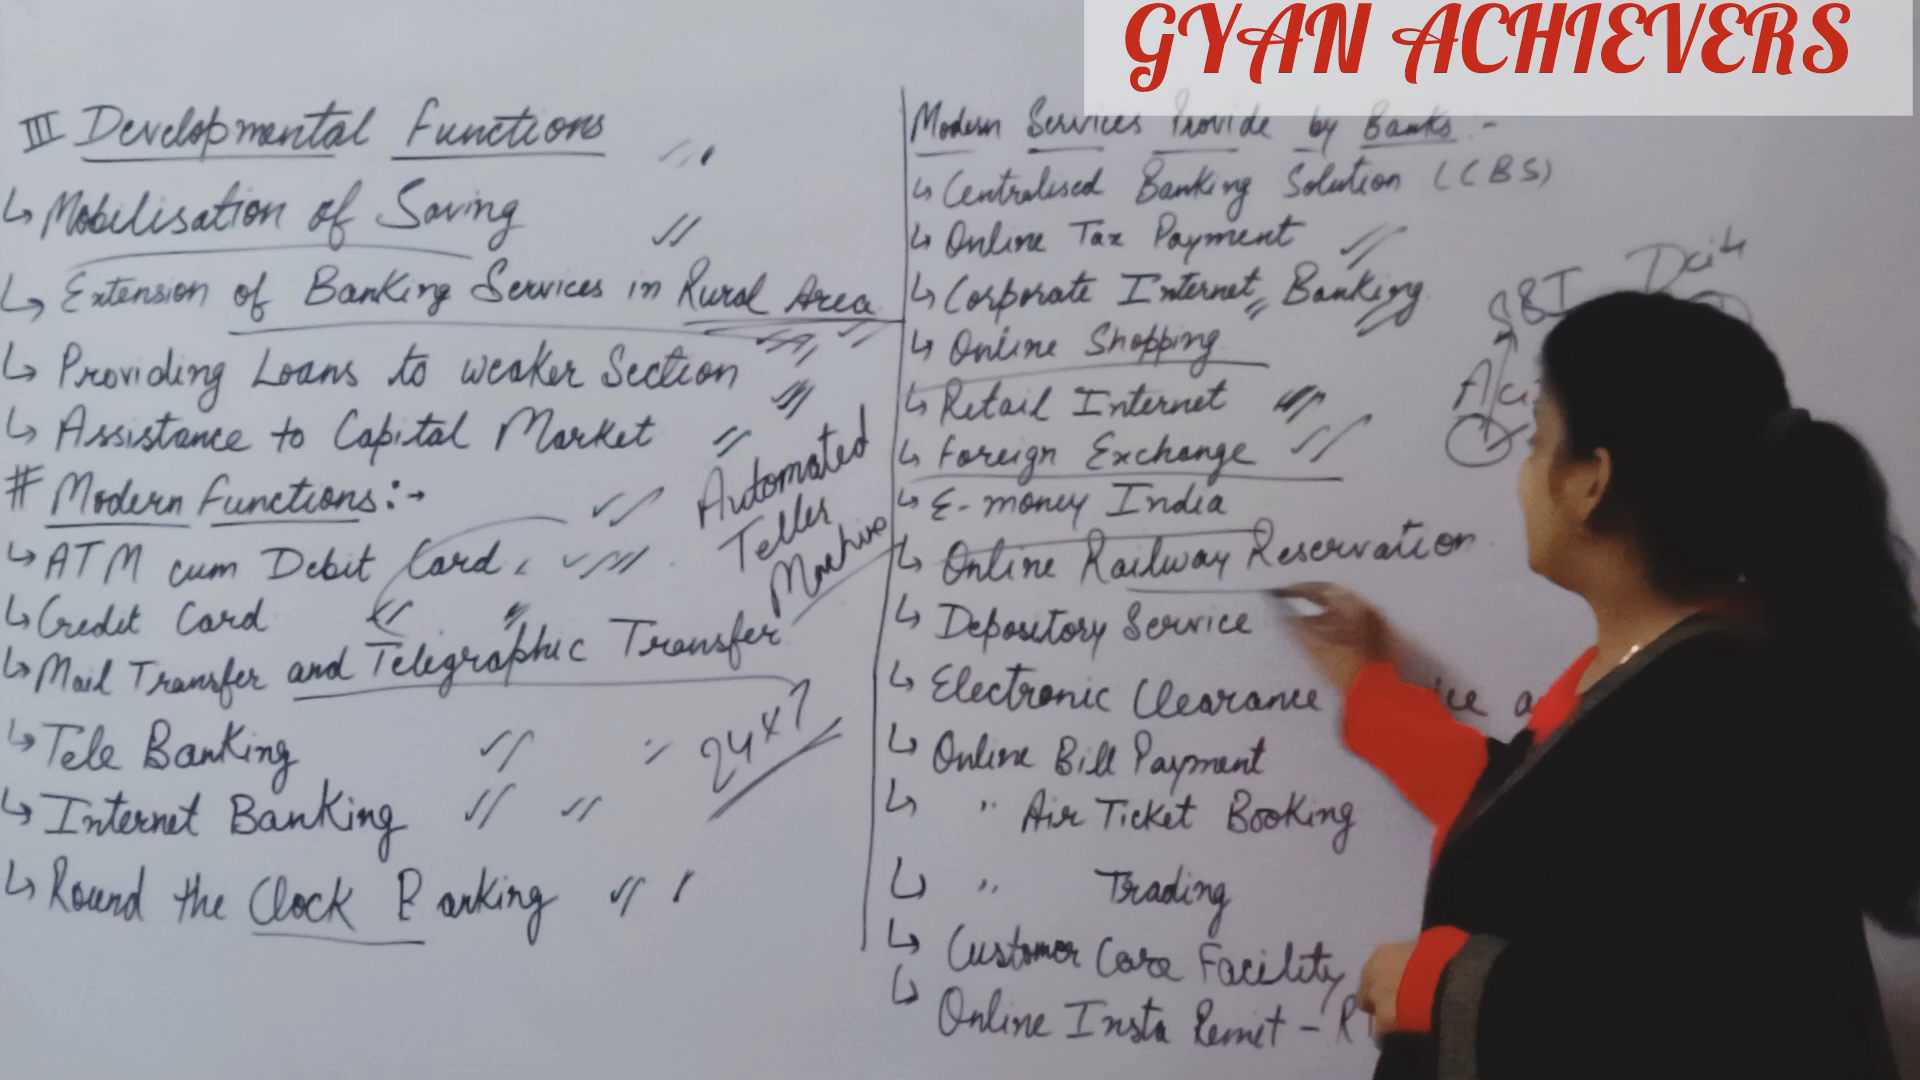 GYAN ACHIEVERS
III Developmental Functions
↳ Mobilisation of Saving
↳ Extension of Banking Services in Rural Area
↳ Providing Loans to weaker Section
↳ Assistance to Capital Market
# Modern Functions:-
↳ ATM cum Debit Card
↳ Credit Card
↳ Mail Transfer and Telegraphic Transfer
↳ Tele Banking
↳ Internet Banking
↳ Round the Clock Banking
Automated
Teller
Machine
24x7
Modern Services Provide by Banks:-
↳ Centralised Banking Solution (CBS)
↳ Online Tax Payment
↳ Corporate Internet Banking
↳ Online Shopping
↳ Retail Internet
↳ Foreign Exchange
↳ E-money India
↳ Online Railway Reservation
↳ Depository Service
↳ Electronic Clearance
↳ Online Bill Payment
↳ " Air Ticket Booking
↳ " Trading
↳ Customer Care Facility
↳ Online Insta Remit - R
SBI